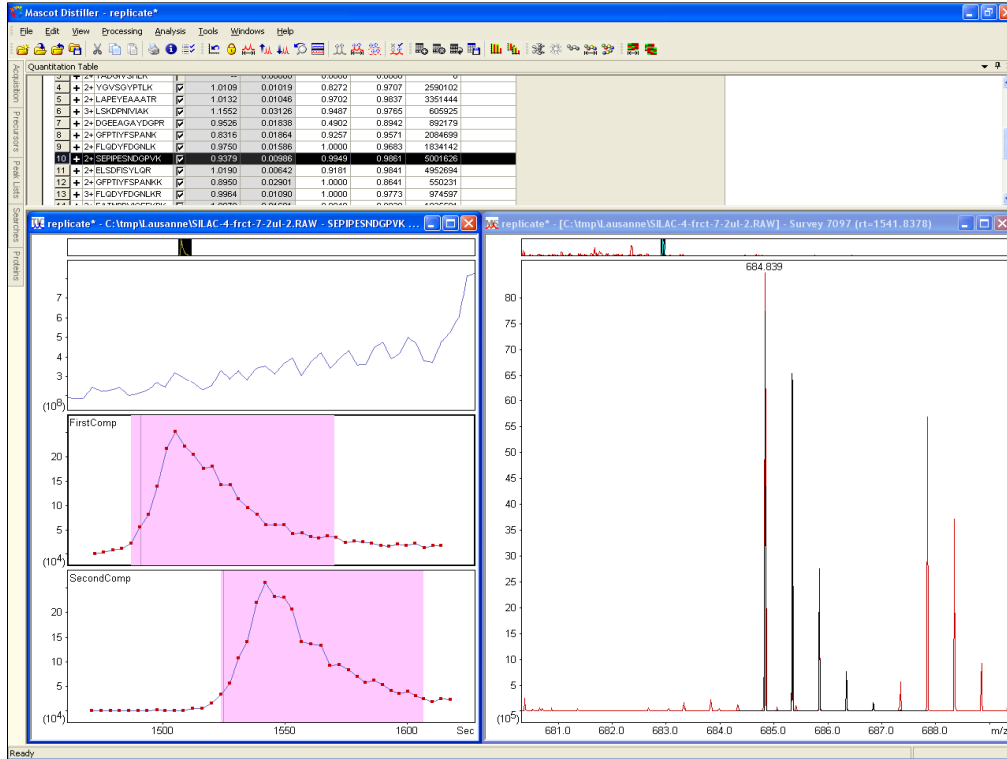 Mascot Distiller - replicate*
File Edit View Processing Analysis Tools Windows Help
Quantitation Table
4 + 2+ YGVSGYPTLK 1.0109 0.01019 0.8272 0.9707 2590102
5 + 2+ LAPEYEAAATR 1.0132 0.01046 0.9702 0.9837 3351444
6 + 3+ LSKDPNIVIAK 1.1552 0.03126 0.9487 0.9765 605925
7 + 2+ DGEEAGAYDGPR 0.9526 0.01838 0.4902 0.8942 892179
8 + 2+ GFPTIYFSPANK 0.8316 0.01864 0.9257 0.9571 2084699
9 + 2+ FLQDYFDGNLK 0.9750 0.01586 1.0000 0.9683 1834142
10 + 2+ SEPIPESNDGPVK 0.9379 0.00986 0.9949 0.9861 5001626
11 + 2+ ELSDFISYLQR 1.0190 0.00642 0.9181 0.9841 4952694
12 + 2+ GFPTIYFSPANKK 0.8950 0.02901 1.0000 0.8641 550231
13 + 3+ FLQDYFDGNLKR 0.9964 0.01090 1.0000 0.9773 974597
Acquisition
Precursors
Peak Lists
Searches
Proteins
replicate* - C:\tmp\Lausanne\SILAC-4-frct-7-2ul-2.RAW - SEPIPESNDGPVK ...
7
6
5
4
3
(10⁸)
FirstComp
20
15
10
5
(10⁴)
SecondComp
20
15
10
5
(10⁴)
1500 1550 1600 Sec
replicate* - [C:\tmp\Lausanne\SILAC-4-frct-7-2ul-2.RAW] - Survey 7097 (rt=1541.8378)
684.839
80
75
70
65
60
55
50
45
40
35
30
25
20
15
10
5
(10⁵)
681.0 682.0 683.0 684.0 685.0 686.0 687.0 688.0 m/z
Ready